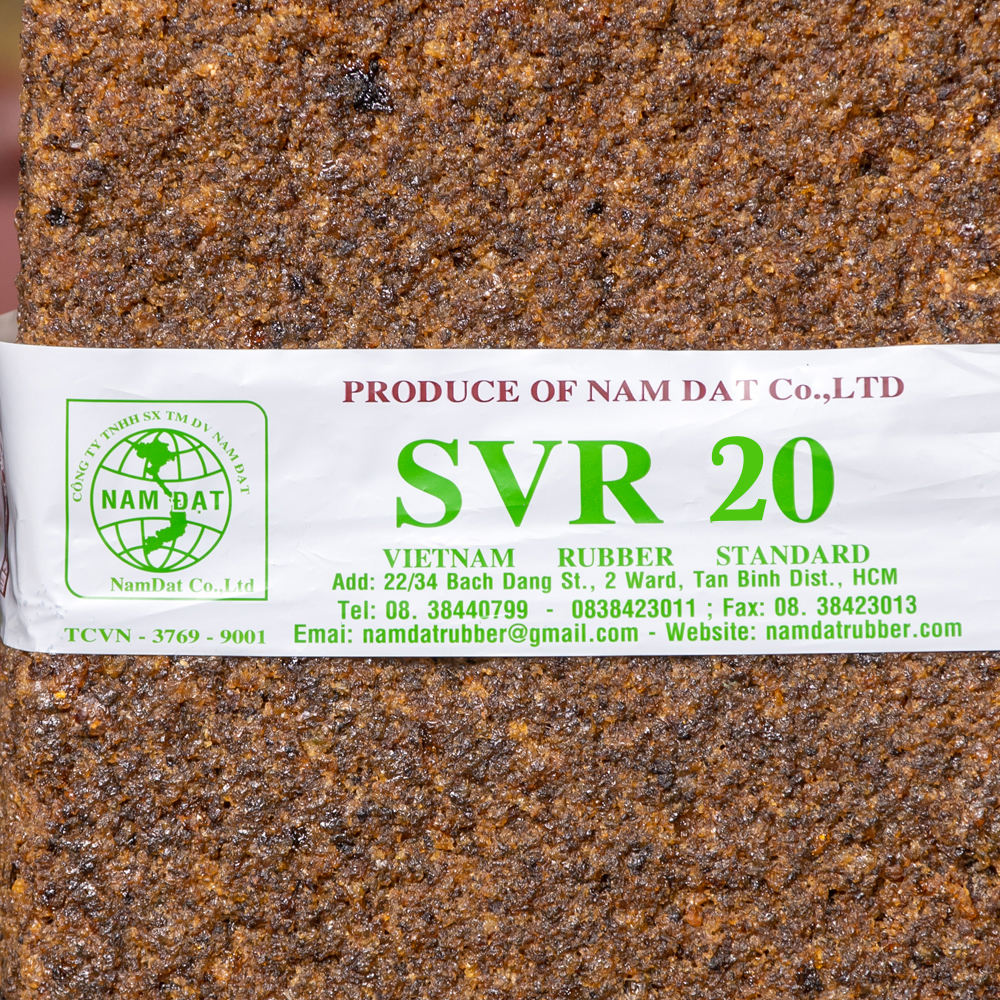 PRODUCE OF NAM DAT Co.,LTD
CÔNG TY TNHH SX TM DV NAM ĐẠT
NAM ĐẠT
NamDat Co.,Ltd
TCVN - 3769 - 9001
SVR 20
VIETNAM RUBBER STANDARD
Add: 22/34 Bach Dang St., 2 Ward, Tan Binh Dist., HCM
Tel: 08. 38440799 - 0838423011 ; Fax: 08. 38423013
Emai: namdatrubber@gmail.com - Website: namdatrubber.com